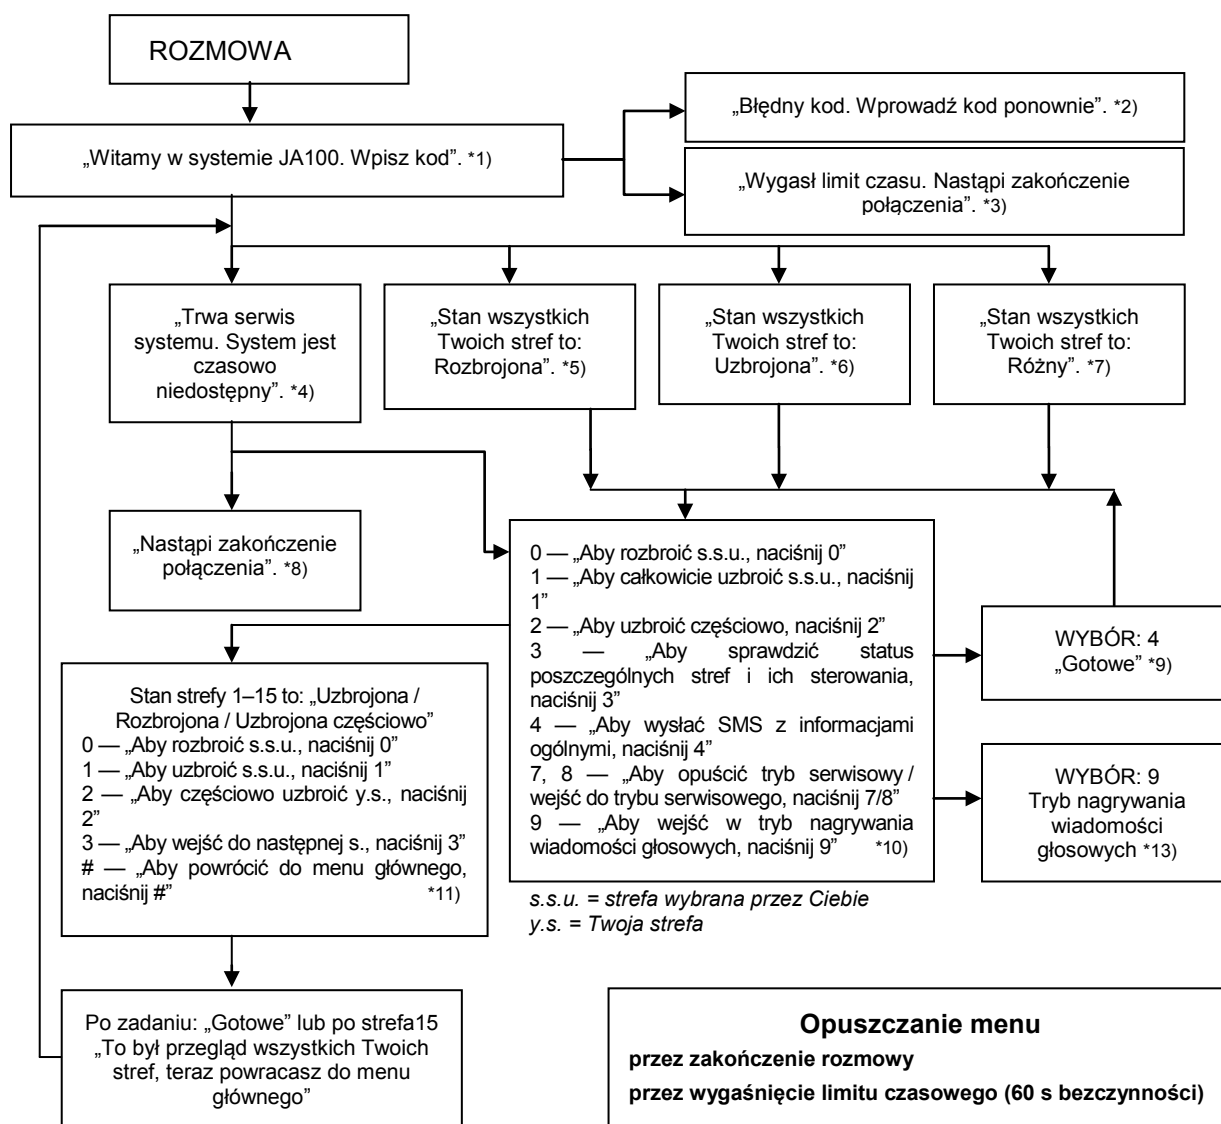 ROZMOWA
„Błędny kod. Wprowadź kod ponownie”. *2)
„Witamy w systemie JA100. Wpisz kod”. *1)
„Wygasł limit czasu. Nastąpi zakończenie
połączenia”. *3)
„Trwa serwis
systemu. System jest
czasowo
niedostępny”. *4)
„Stan wszystkich
Twoich stref to:
Rozbrojona”. *5)
„Stan wszystkich
Twoich stref to:
Uzbrojona”. *6)
„Stan wszystkich
Twoich stref to:
Różny”. *7)
„Nastąpi zakończenie
połączenia”. *8)
0 — „Aby rozbroić s.s.u., naciśnij 0”
1 — „Aby całkowicie uzbroić s.s.u., naciśnij
1”
2 — „Aby uzbroić częściowo, naciśnij 2”
3 — „Aby sprawdzić status
poszczególnych stref i ich sterowania,
naciśnij 3”
4 — „Aby wysłać SMS z informacjami
ogólnymi, naciśnij 4”
7, 8 — „Aby opuścić tryb serwisowy /
wejść do trybu serwisowego, naciśnij 7/8”
9 — „Aby wejść w tryb nagrywania
wiadomości głosowych, naciśnij 9” *10)
WYBÓR: 4
„Gotowe” *9)
WYBÓR: 9
Tryb nagrywania
wiadomości
głosowych *13)
Stan strefy 1–15 to: „Uzbrojona /
Rozbrojona / Uzbrojona częściowo”
0 — „Aby rozbroić s.s.u., naciśnij 0”
1 — „Aby uzbroić s.s.u., naciśnij 1”
2 — „Aby częściowo uzbroić y.s., naciśnij
2”
3 — „Aby wejść do następnej s., naciśnij 3”
# — „Aby powrócić do menu głównego,
naciśnij #” *11)
s.s.u. = strefa wybrana przez Ciebie
y.s. = Twoja strefa
Po zadaniu: „Gotowe” lub po strefa15
„To był przegląd wszystkich Twoich
stref, teraz powracasz do menu
głównego”
Opuszczanie menu
przez zakończenie rozmowy
przez wygaśnięcie limitu czasowego (60 s bezczynności)